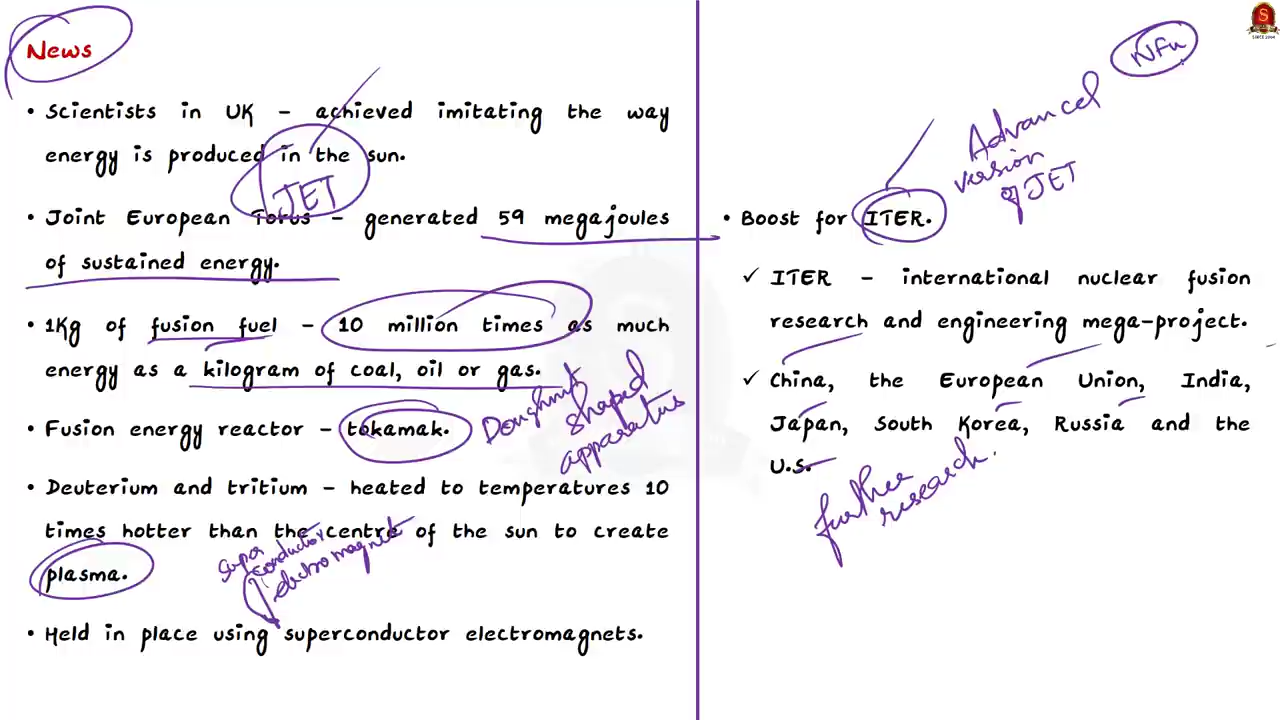 News
• Scientists in UK – achieved imitating the way
energy is produced in the sun.
JET
• Joint European Torus – generated 59 megajoules
of sustained energy.
• 1Kg of fusion fuel – 10 million times as much
energy as a kilogram of coal, oil or gas.
• Fusion energy reactor – tokamak.
Doughnut
shaped
apparatus
• Deuterium and tritium – heated to temperatures 10
times hotter than the centre of the sun to create
plasma.
super
conductor
electromagnet
• Held in place using superconductor electromagnets.
S
SINCE 2004
NFu
Advanced
version
of JET
• Boost for ITER.
✓ ITER – international nuclear fusion
research and engineering mega-project.
✓ China, the European Union, India,
Japan, South Korea, Russia and the
U.S.
further
research.